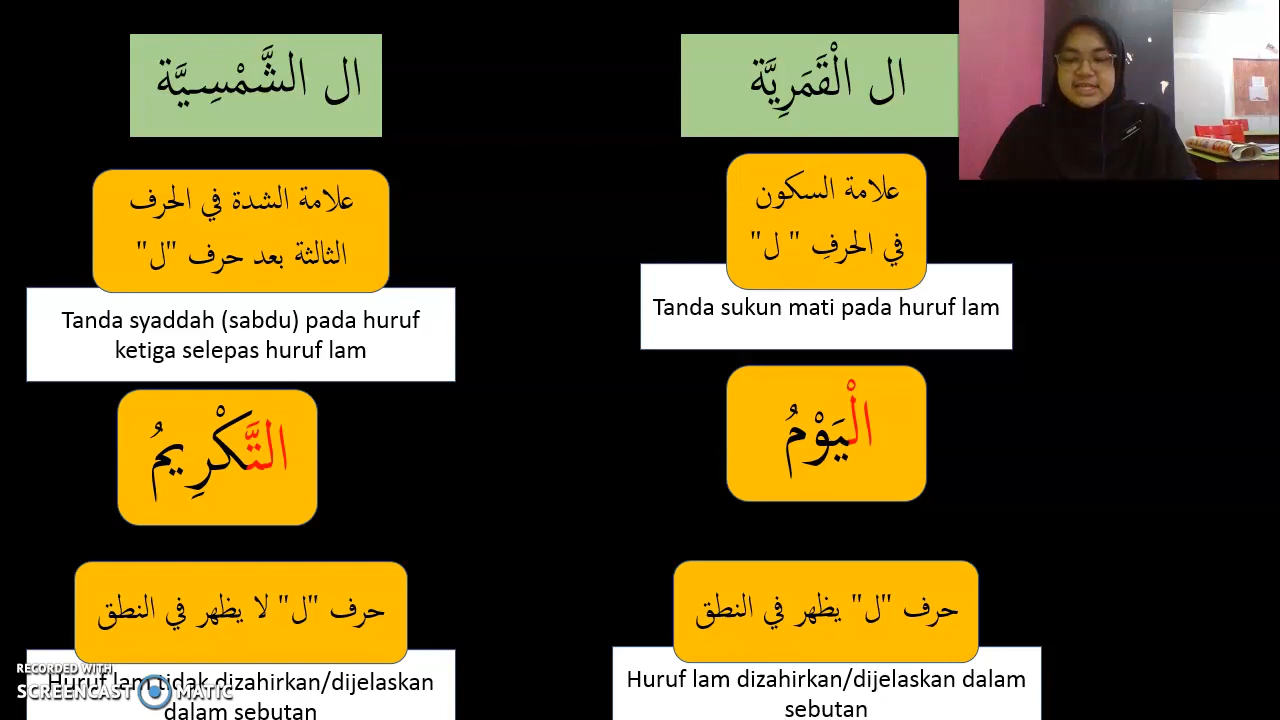 ال الشَّمْسِيَّة
ال الْقَمَرِيَّة
علامة الشدة في الحرف
الثالثة بعد حرف "ل"
علامة السكون
في الحرفِ " ل"
Tanda syaddah (sabdu) pada huruf
ketiga selepas huruf lam
Tanda sukun mati pada huruf lam
التَّكْرِيمُ
الْيَوْمُ
حرف "ل" لا يظهر في النطق
حرف "ل" يظهر في النطق
Huruf lam tidak dizahirkan/dijelaskan
dalam sebutan
Huruf lam dizahirkan/dijelaskan dalam
sebutan
RECORDED WITH
SCREENCAST MATIC